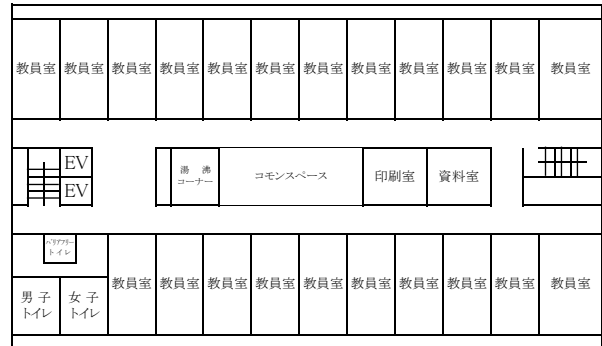 教員室 教員室 教員室 教員室 教員室 教員室 教員室 教員室 教員室 教員室 教員室 教員室
EV
EV
湯 沸
コーナー
コモンスペース
印刷室
資料室
バリアフリー
トイレ
男 子
トイレ
女 子
トイレ
教員室 教員室 教員室 教員室 教員室 教員室 教員室 教員室 教員室 教員室